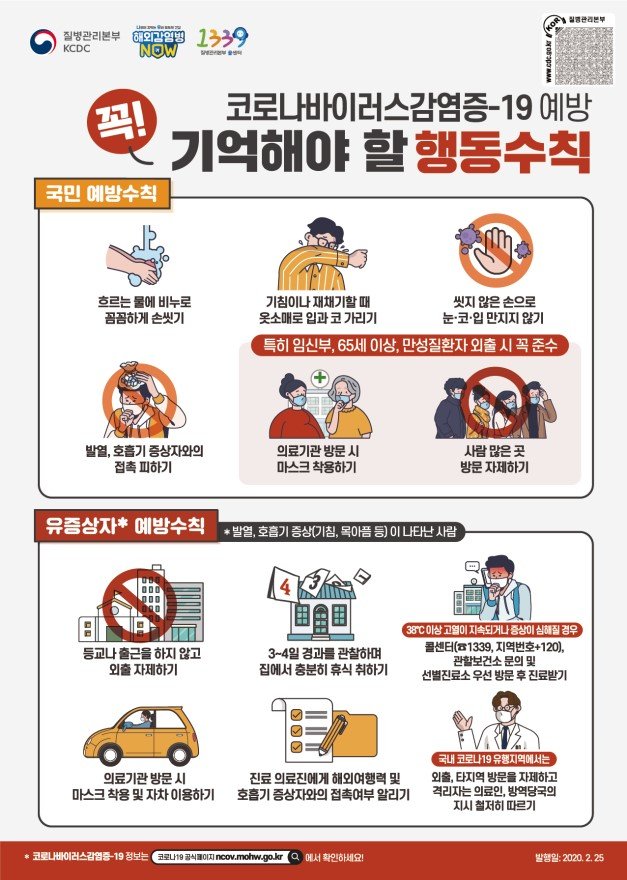 질병관리본부
KCDC
나에게 꼭맞는 해외 감염병 정보
해외감염병
NOW
1339
질병관리본부 콜센터
KOR
질병관리본부
www.cdc.go.kr
꼭!
코로나바이러스감염증-19 예방
기억해야 할 행동수칙
국민 예방수칙
흐르는 물에 비누로
꼼꼼하게 손씻기
기침이나 재채기할 때
옷소매로 입과 코 가리기
씻지 않은 손으로
눈·코·입 만지지 않기
특히 임신부, 65세 이상, 만성질환자 외출 시 꼭 준수
발열, 호흡기 증상자와의
접촉 피하기
의료기관 방문 시
마스크 착용하기
사람 많은 곳
방문 자제하기
유증상자* 예방수칙
* 발열, 호흡기 증상(기침, 목아픔 등) 이 나타난 사람
등교나 출근을 하지 않고
외출 자제하기
4
3
3~4일 경과를 관찰하며
집에서 충분히 휴식 취하기
38℃ 이상 고열이 지속되거나 증상이 심해질 경우
콜센터(☎1339, 지역번호+120),
관할보건소 문의 및
선별진료소 우선 방문 후 진료받기
의료기관 방문 시
마스크 착용 및 자차 이용하기
진료 의료진에게 해외여행력 및
호흡기 증상자와의 접촉여부 알리기
국내 코로나19 유행지역에서는
외출, 타지역 방문을 자제하고
격리자는 의료인, 방역당국의
지시 철저히 따르기
* 코로나바이러스감염증-19 정보는 코로나19 공식페이지 ncov.mohw.go.kr 에서 확인하세요!
발행일: 2020. 2. 25